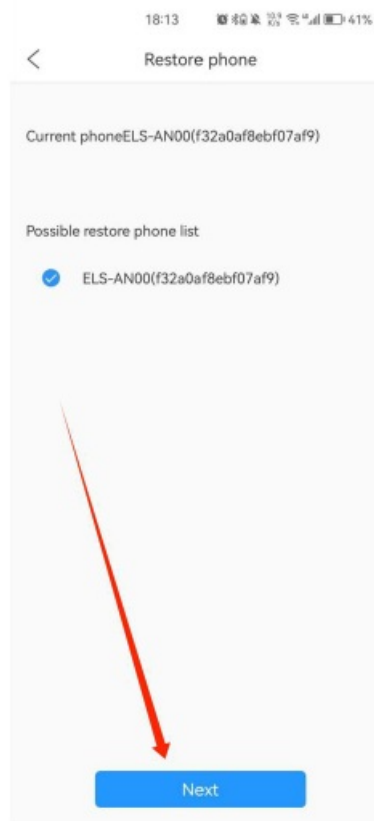 18:13 41%
Restore phone
Current phoneELS-AN00(f32a0af8ebf07af9)
Possible restore phone list
ELS-AN00(f32a0af8ebf07af9)
Next